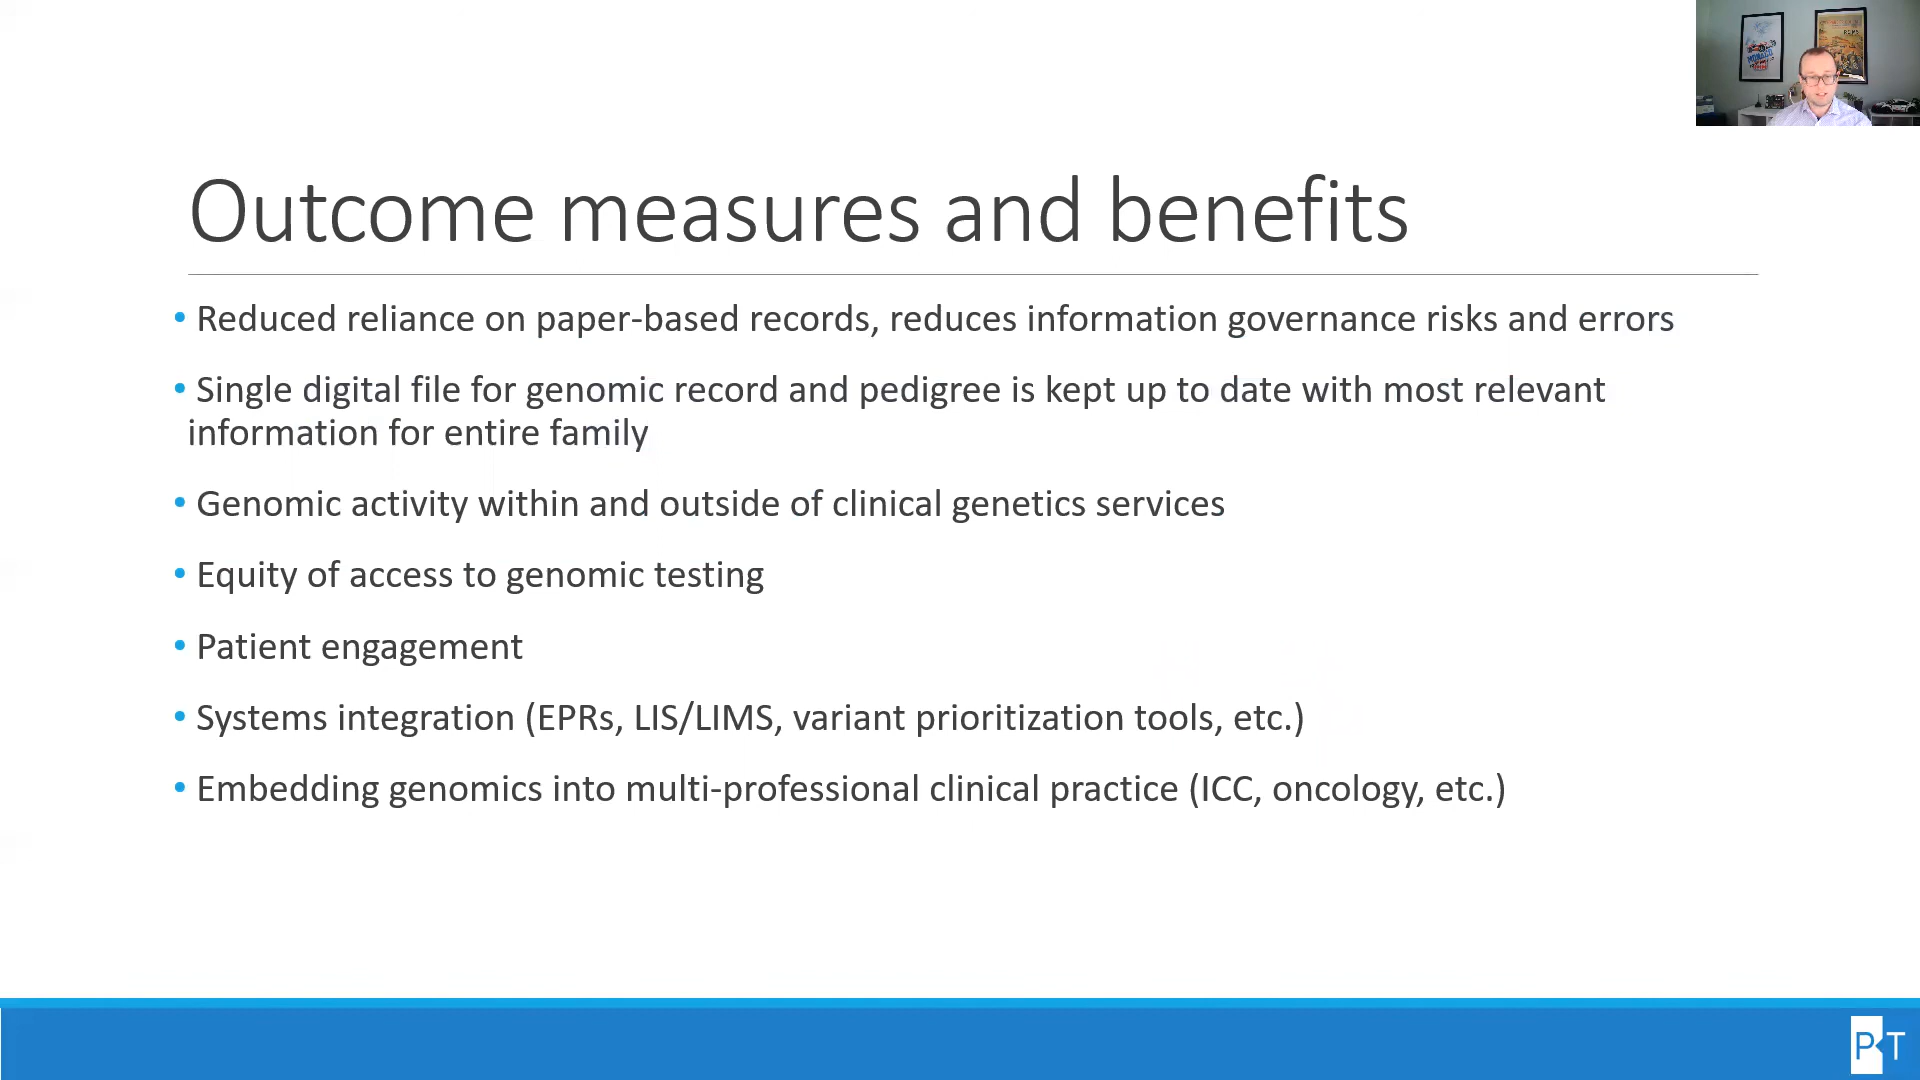 Outcome measures and benefits
• Reduced reliance on paper-based records, reduces information governance risks and errors
• Single digital file for genomic record and pedigree is kept up to date with most relevant
information for entire family
• Genomic activity within and outside of clinical genetics services
• Equity of access to genomic testing
• Patient engagement
• Systems integration (EPRs, LIS/LIMS, variant prioritization tools, etc.)
• Embedding genomics into multi-professional clinical practice (ICC, oncology, etc.)
MONACO
PT